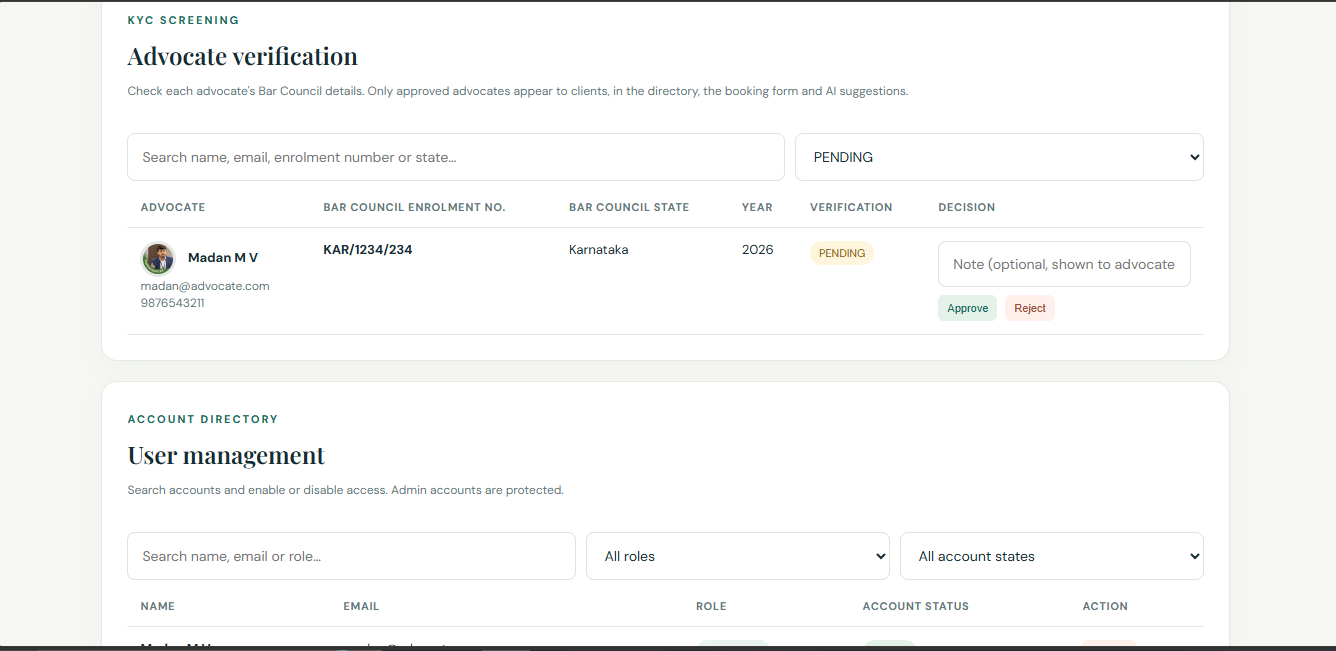 KYC SCREENING
Advocate verification
Check each advocate's Bar Council details. Only approved advocates appear to clients, in the directory, the booking form and AI suggestions.
Search name, email, enrolment number or state...
PENDING
ADVOCATE BAR COUNCIL ENROLMENT NO. BAR COUNCIL STATE YEAR VERIFICATION DECISION
Madan M V KAR/1234/234 Karnataka 2026 PENDING Note (optional, shown to advocate
madan@advocate.com
9876543211
Approve Reject
ACCOUNT DIRECTORY
User management
Search accounts and enable or disable access. Admin accounts are protected.
Search name, email or role...
All roles
All account states
NAME EMAIL ROLE ACCOUNT STATUS ACTION